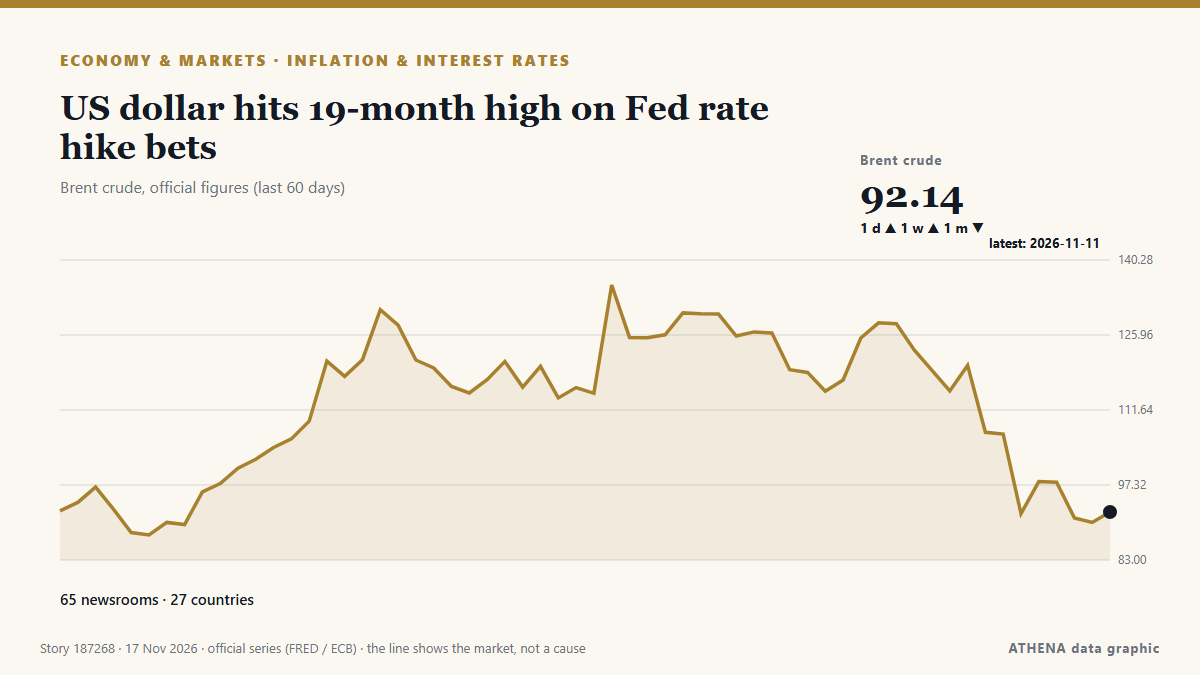 ECONOMY & MARKETS · INFLATION & INTEREST RATES
US dollar hits 19-month high on Fed rate
hike bets
Brent crude, official figures (last 60 days)
Brent crude
92.14
1 d ▲ 1 w ▲ 1 m ▼
latest: 2026-11-11
140.28
125.96
111.64
97.32
83.00
65 newsrooms · 27 countries
Story 187268 · 17 Nov 2026 · official series (FRED / ECB) · the line shows the market, not a cause
ATHENA data graphic